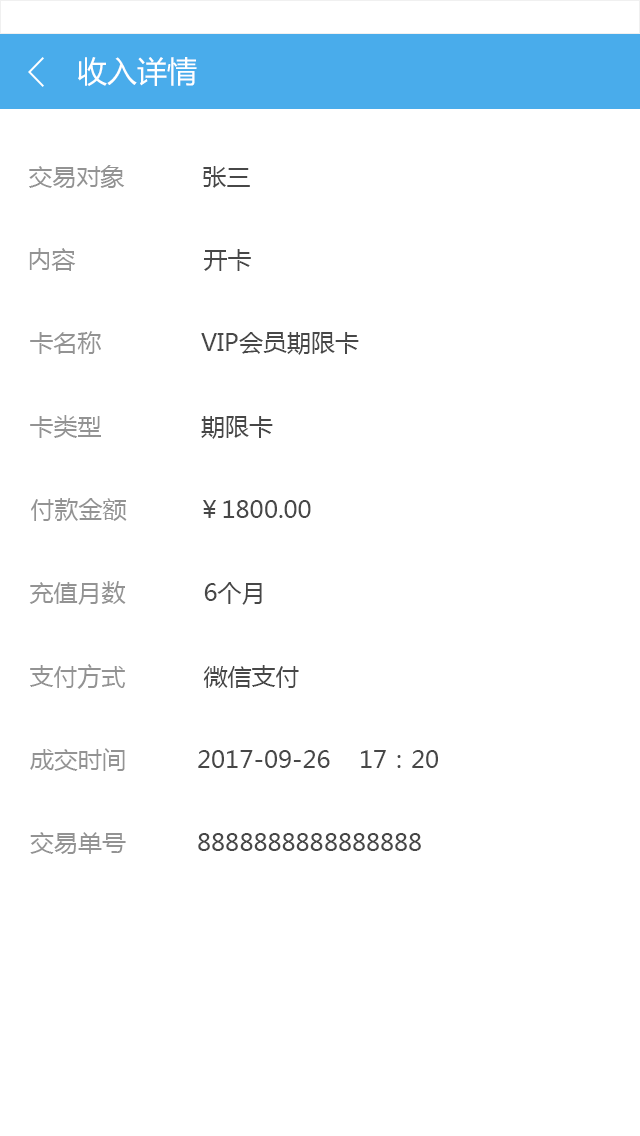 收入详情
交易对象 张三
内容 开卡
卡名称 VIP会员期限卡
卡类型 期限卡
付款金额 ¥1800.00
充值月数 6个月
支付方式 微信支付
成交时间 2017-09-26 17：20
交易单号 8888888888888888